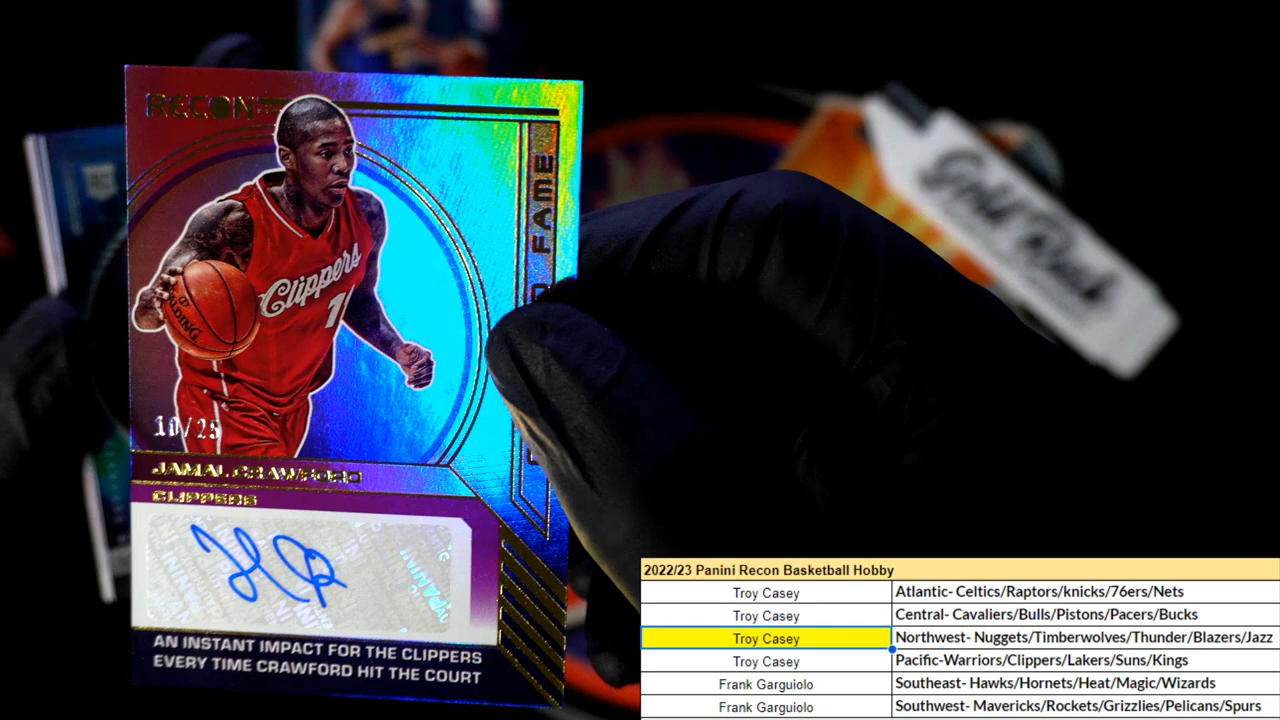 RECON
FAME
Clippers
SPALDING
10/25
JAMAL CRAWFORD
CLIPPERS
AN INSTANT IMPACT FOR THE CLIPPERS
EVERY TIME CRAWFORD HIT THE COURT
Gold Rush
2022/23 Panini Recon Basketball Hobby
Troy Casey Atlantic- Celtics/Raptors/knicks/76ers/Nets
Troy Casey Central- Cavaliers/Bulls/Pistons/Pacers/Bucks
Troy Casey Northwest- Nuggets/Timberwolves/Thunder/Blazers/Jazz
Troy Casey Pacific-Warriors/Clippers/Lakers/Suns/Kings
Frank Garguiolo Southeast- Hawks/Hornets/Heat/Magic/Wizards
Frank Garguiolo Southwest- Mavericks/Rockets/Grizzlies/Pelicans/Spurs